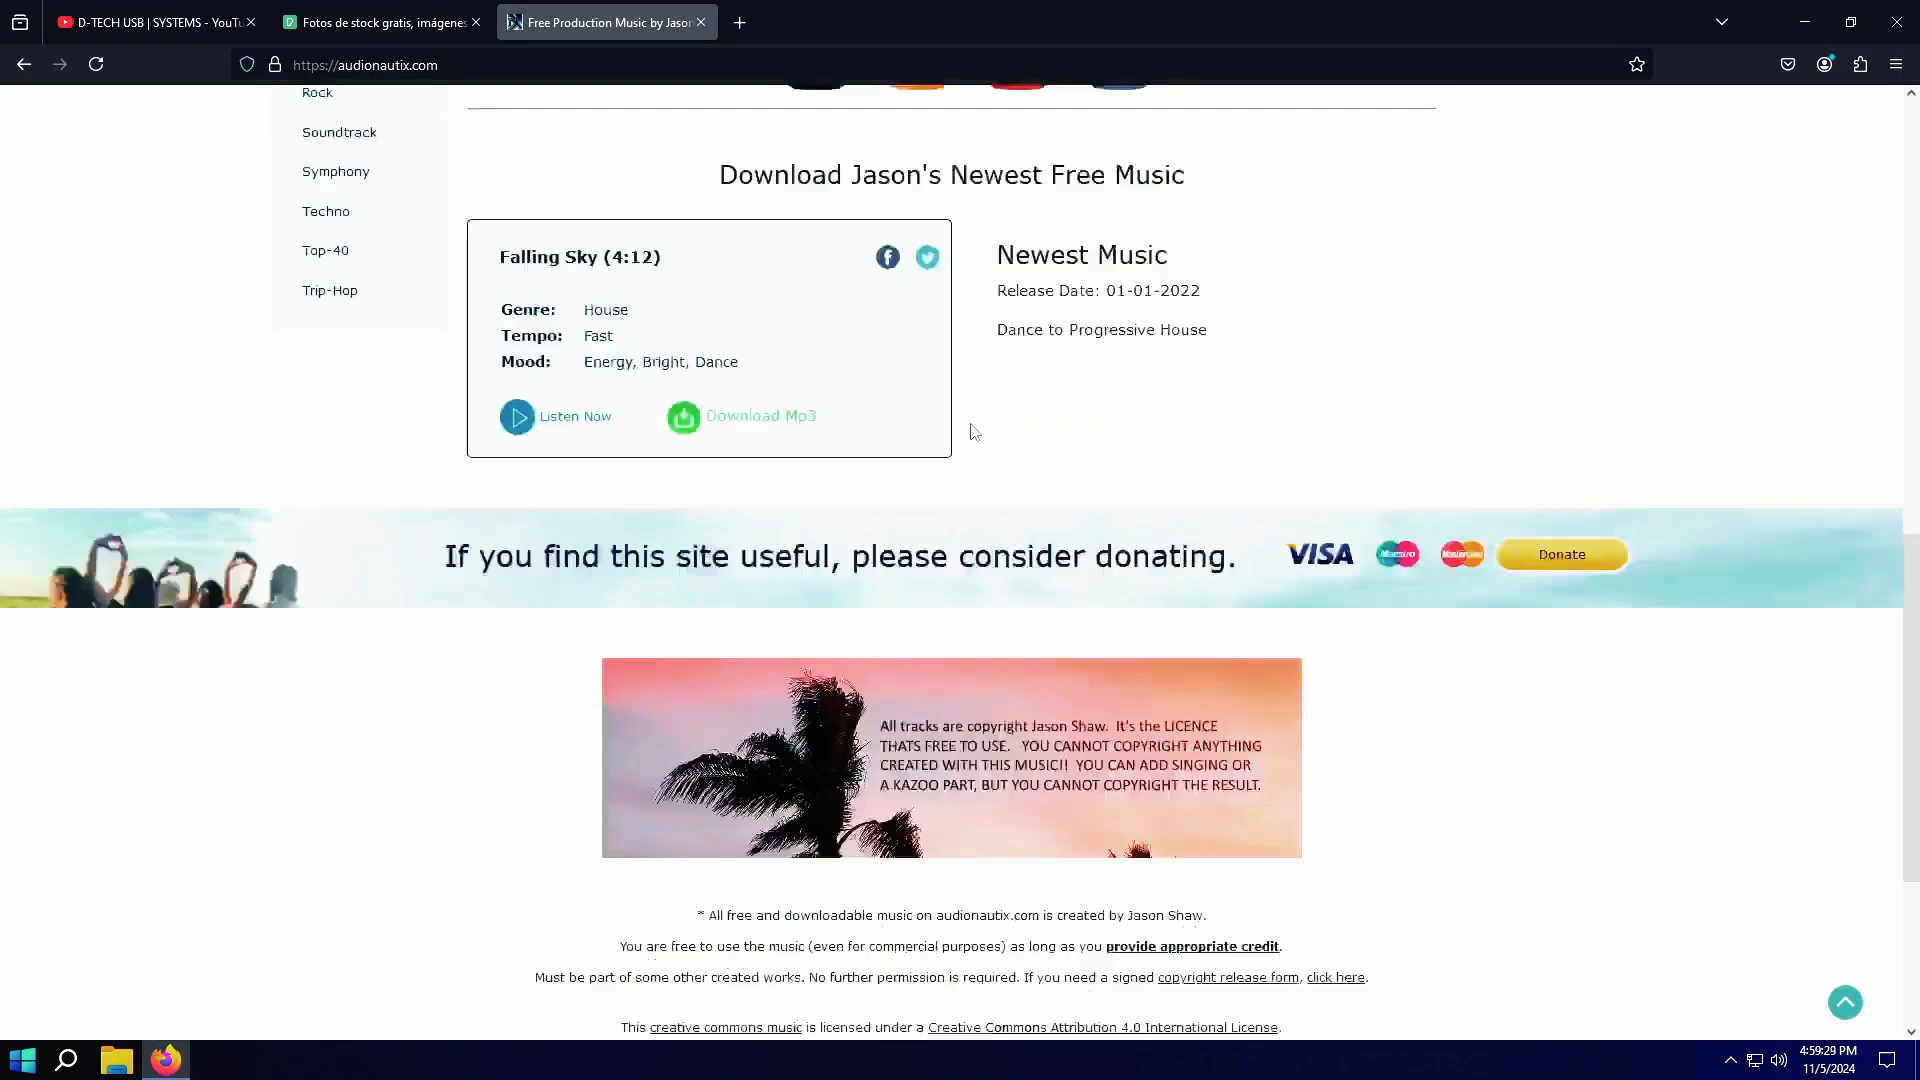 D-TECH USB | SYSTEMS - YouTu
Fotos de stock gratis, imágenes
Free Production Music by Jason
https://audionautix.com
Rock
Soundtrack
Symphony
Techno
Top-40
Trip-Hop
Download Jason's Newest Free Music
Falling Sky (4:12)
Genre: House
Tempo: Fast
Mood: Energy, Bright, Dance
Listen Now
Download Mp3
Newest Music
Release Date: 01-01-2022
Dance to Progressive House
If you find this site useful, please consider donating.
VISA
Maestro
MasterCard
Donate
All tracks are copyright Jason Shaw. It's the LICENCE
THATS FREE TO USE. YOU CANNOT COPYRIGHT ANYTHING
CREATED WITH THIS MUSIC!! YOU CAN ADD SINGING OR
A KAZOO PART, BUT YOU CANNOT COPYRIGHT THE RESULT.
* All free and downloadable music on audionautix.com is created by Jason Shaw.
You are free to use the music (even for commercial purposes) as long as you provide appropriate credit.
Must be part of some other created works. No further permission is required. If you need a signed copyright release form, click here.
This creative commons music is licensed under a Creative Commons Attribution 4.0 International License.
4:59:29 PM
11/5/2024